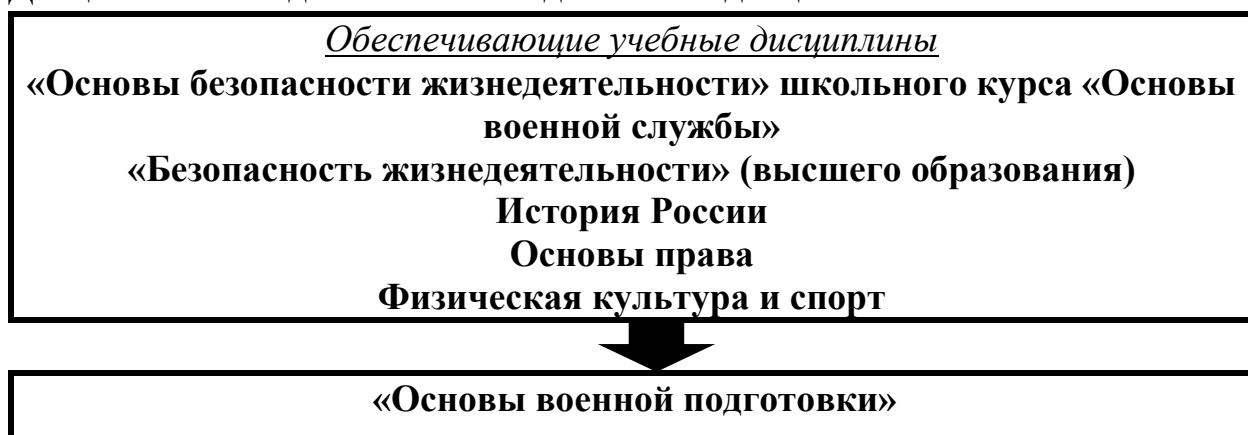 Обеспечивающие учебные дисциплины
«Основы безопасности жизнедеятельности» школьного курса «Основы
военной службы»
«Безопасность жизнедеятельности» (высшего образования)
История России
Основы права
Физическая культура и спорт
«Основы военной подготовки»